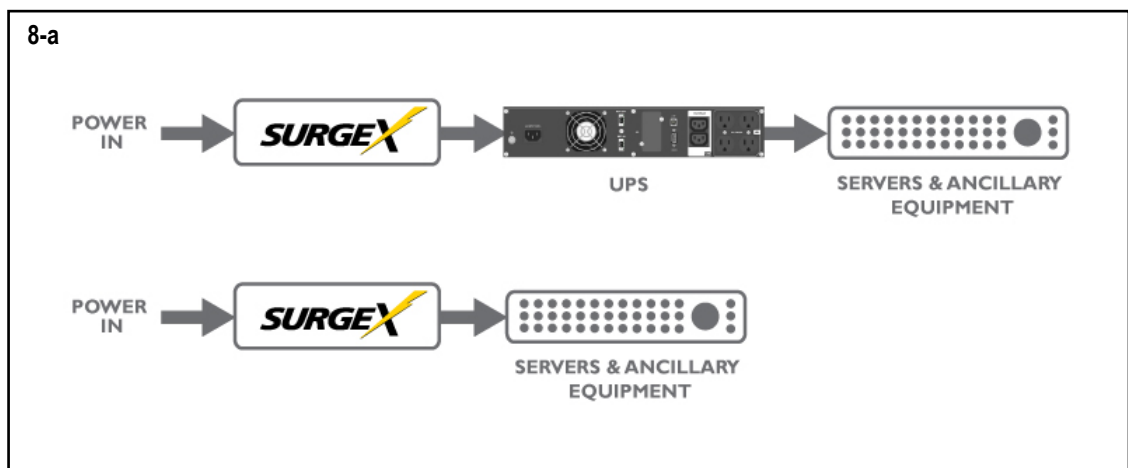 8-a
POWER
IN
SURGEX
UPS
SERVERS & ANCILLARY
EQUIPMENT
POWER
IN
SURGEX
SERVERS & ANCILLARY
EQUIPMENT